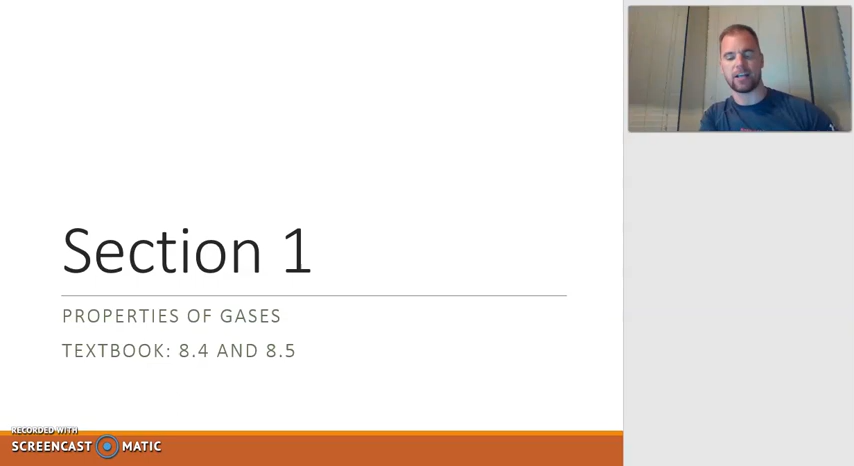 Section 1
PROPERTIES OF GASES
TEXTBOOK: 8.4 AND 8.5
RECORDED WITH
SCREENCAST MATIC